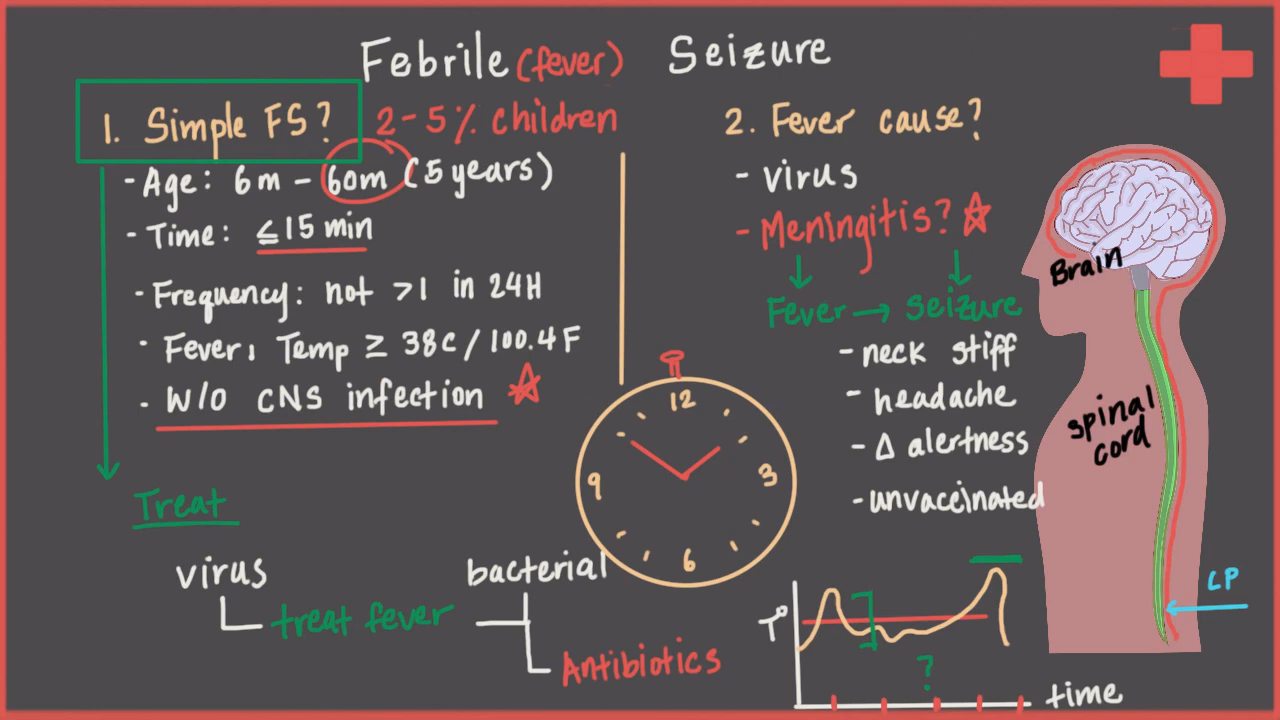 Febrile (fever) Seizure
1. Simple FS?
2-5% children
- Age: 6m - 60m (5 years)
- Time: ≤15 min
- Frequency: not >1 in 24H
- Fever: Temp ≥ 38C/100.4F
- W/O CNS infection
Treat
virus
treat fever
bacterial
Antibiotics
2. Fever cause?
- virus
- Meningitis?
Fever → Seizure
- neck stiff
- headache
- Δ alertness
- unvaccinated
12
3
6
9
Brain
spinal
cord
LP
T°
?
time